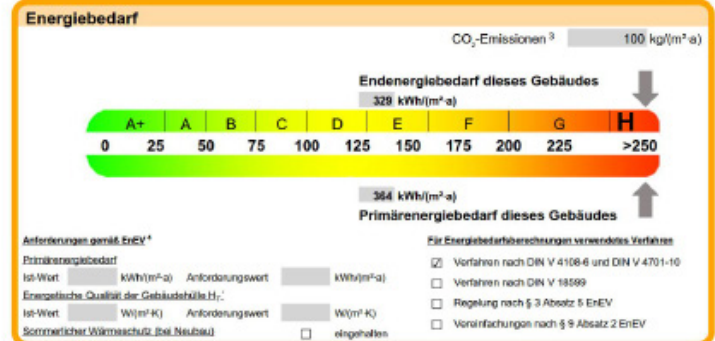 Energiebedarf
CO₂-Emissionen ³ 100 kg/(m²·a)
Endenergiebedarf dieses Gebäudes
329 kWh/(m²·a)
A+ A B C D E F G H
0 25 50 75 100 125 150 175 200 225 >250
364 kWh/(m²·a)
Primärenergiebedarf dieses Gebäudes
Anforderungen gemäß EnEV ⁴
Für Energiebedarfsberechnungen verwendetes Verfahren
Primärenergiebedarf
Verfahren nach DIN V 4108-6 und DIN V 4701-10
Ist-Wert kWh/(m²·a) Anforderungswert kWh/(m²·a)
Verfahren nach DIN V 18599
Energetische Qualität der Gebäudehülle H_T'
Regelung nach § 3 Absatz 5 EnEV
Ist-Wert W/(m²·K) Anforderungswert W/(m²·K)
Vereinfachungen nach § 9 Absatz 2 EnEV
Sommerlicher Wärmeschutz (bei Neubau) eingehalten